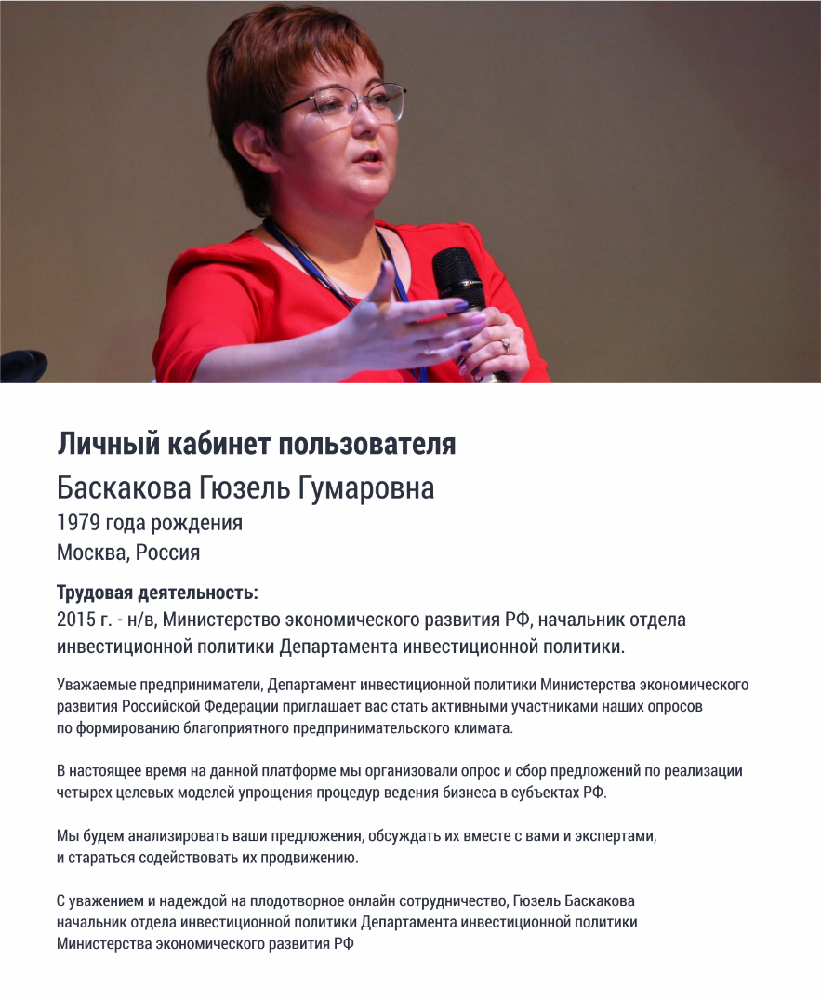 Личный кабинет пользователя
Баскакова Гюзель Гумаровна
1979 года рождения
Москва, Россия
Трудовая деятельность:
2015 г. - н/в, Министерство экономического развития РФ, начальник отдела
инвестиционной политики Департамента инвестиционной политики.
Уважаемые предприниматели, Департамент инвестиционной политики Министерства экономического
развития Российской Федерации приглашает вас стать активными участниками наших опросов
по формированию благоприятного предпринимательского климата.
В настоящее время на данной платформе мы организовали опрос и сбор предложений по реализации
четырех целевых моделей упрощения процедур ведения бизнеса в субъектах РФ.
Мы будем анализировать ваши предложения, обсуждать их вместе с вами и экспертами,
и стараться содействовать их продвижению.
С уважением и надеждой на плодотворное онлайн сотрудничество, Гюзель Баскакова
начальник отдела инвестиционной политики Департамента инвестиционной политики
Министерства экономического развития РФ